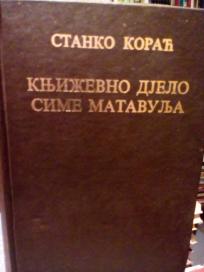 СТАНКО КОРАЋ
КЊИЖЕВНО ДЈЕЛО
СИМЕ МАТАВУЉА